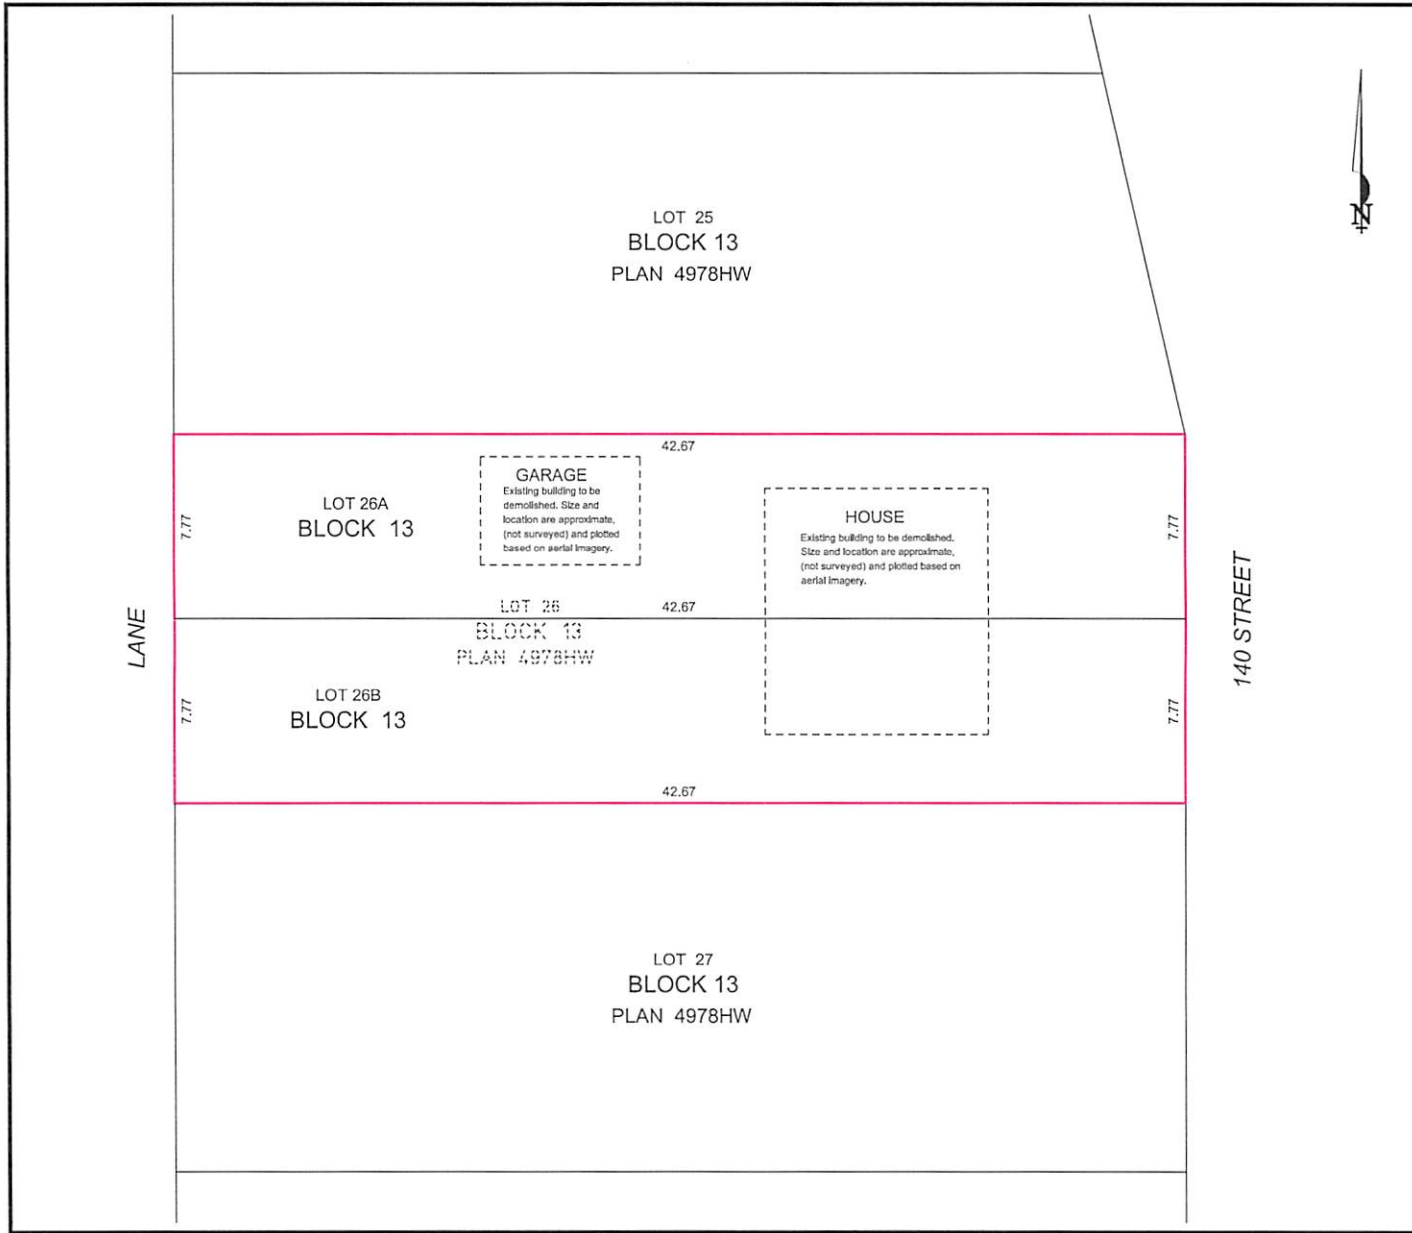 LOT 25
BLOCK 13
PLAN 4978HW
N
42.67
GARAGE
Existing building to be
demolished. Size and
location are approximate,
(not surveyed) and plotted
based on aerial imagery.
LOT 26A
BLOCK 13
7.77
HOUSE
Existing building to be demolished.
Size and location are approximate,
(not surveyed) and plotted based on
aerial imagery.
7.77
LANE
140 STREET
LOT 26
BLOCK 13
PLAN 4978HW
42.67
LOT 26B
BLOCK 13
7.77
7.77
42.67
LOT 27
BLOCK 13
PLAN 4978HW